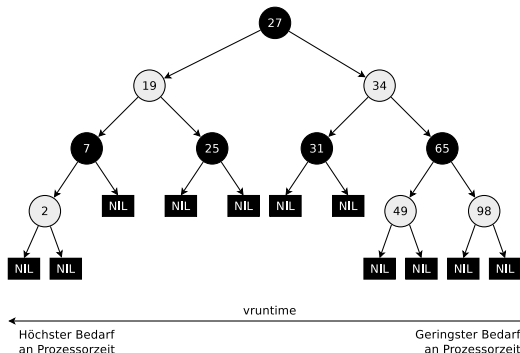 27
19
34
7
25
31
65
2
NIL
NIL
NIL
NIL
NIL
49
98
NIL
NIL
NIL
NIL
NIL
NIL
vruntime
Höchster Bedarf
an Prozessorzeit
Geringster Bedarf
an Prozessorzeit